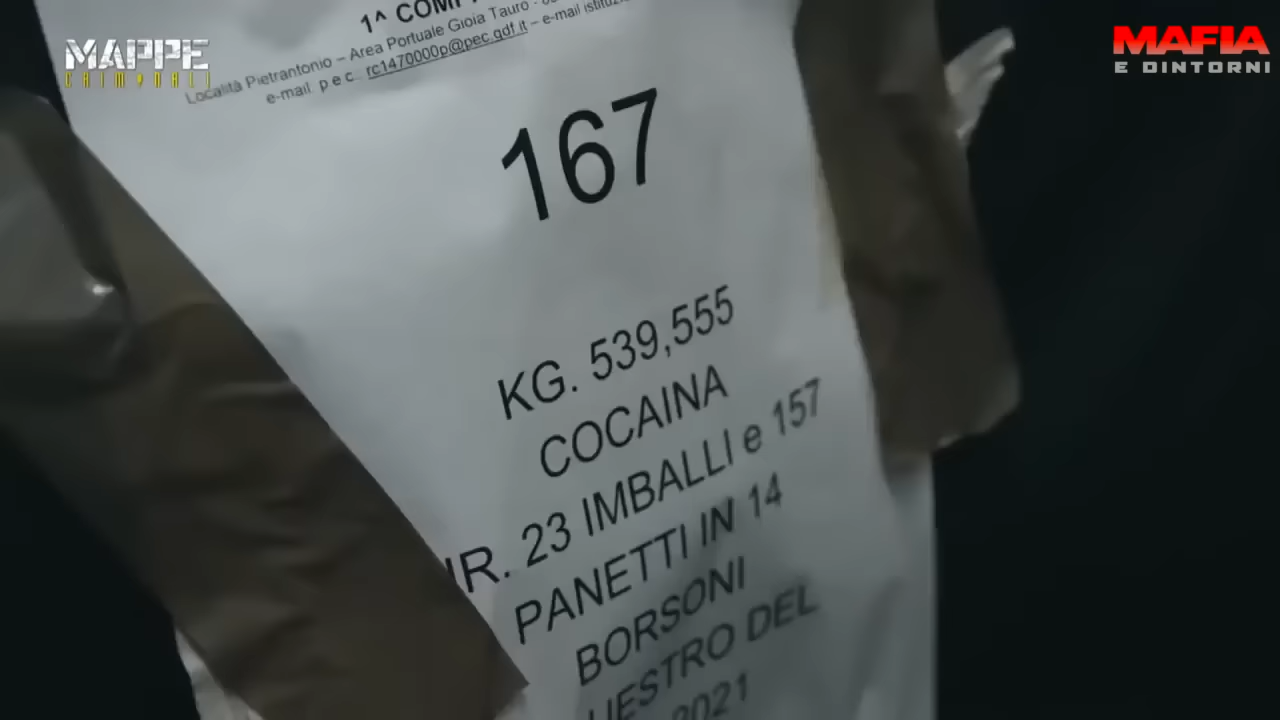 MAPPE
CRIMINALI
MAFIA
E DINTORNI
1^ COMP
Località Pietrantonio – Area Portuale Gioia Tauro -
e-mail: p e c.: rc1470000p@pec.gdf.it – e-mail istituzi
167
KG. 539,555
COCAINA
NR. 23 IMBALLI e 157
PANETTI IN 14
BORSONI
UESTRO DEL
2021